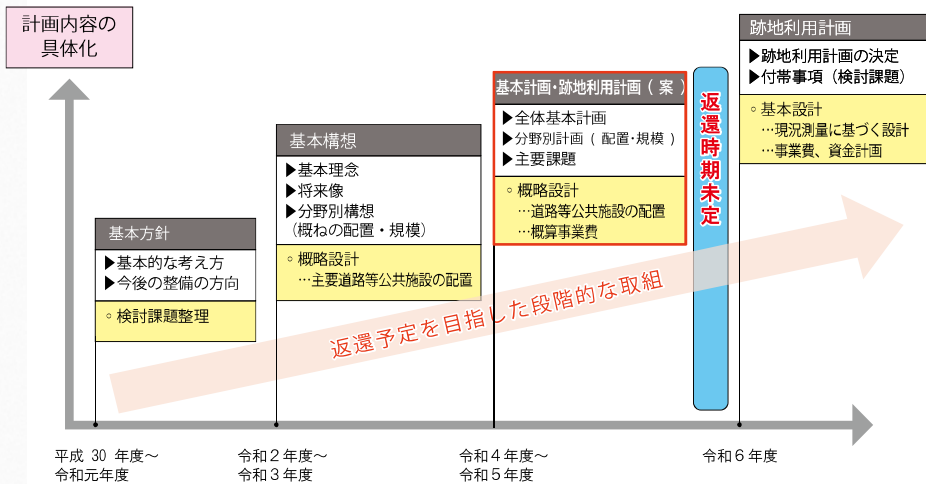 計画内容の
具体化
基本方針
▶基本的な考え方
▶今後の整備の方向
◦検討課題整理
基本構想
▶基本理念
▶将来像
▶分野別構想
(概ねの配置・規模)
◦概略設計
…主要道路等公共施設の配置
基本計画・跡地利用計画(案)
▶全体基本計画
▶分野別計画(配置・規模)
▶主要課題
◦概略設計
…道路等公共施設の配置
…概算事業費
返還時期未定
跡地利用計画
▶跡地利用計画の決定
▶付帯事項(検討課題)
◦基本設計
…現況測量に基づく設計
…事業費、資金計画
返還予定を目指した段階的な取組
平成 30 年度~
令和元年度
令和2年度~
令和3年度
令和4年度~
令和5年度
令和6年度